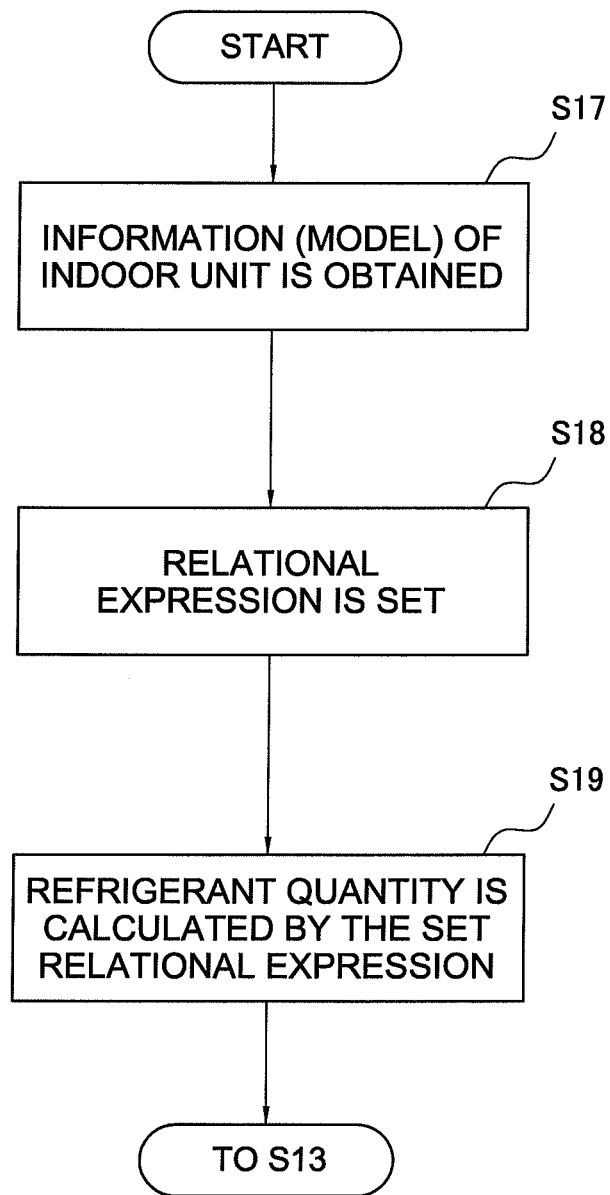 START
S17
INFORMATION (MODEL) OF
INDOOR UNIT IS OBTAINED
S18
RELATIONAL
EXPRESSION IS SET
S19
REFRIGERANT QUANTITY IS
CALCULATED BY THE SET
RELATIONAL EXPRESSION
TO S13